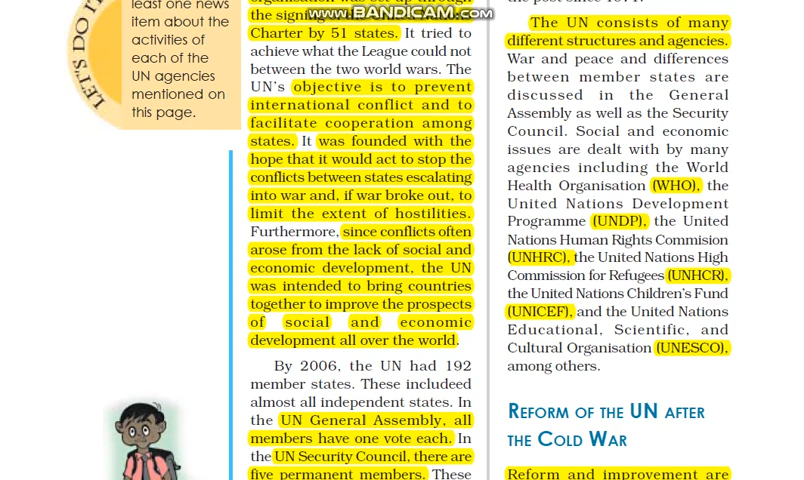 least one news
item about the
activities of
each of the
UN agencies
mentioned on
this page.
LET'S DO IT
www.BANDICAM.com
the signing
Charter by 51 states. It tried to
achieve what the League could not
between the two world wars. The
UN's objective is to prevent
international conflict and to
facilitate cooperation among
states. It was founded with the
hope that it would act to stop the
conflicts between states escalating
into war and, if war broke out, to
limit the extent of hostilities.
Furthermore, since conflicts often
arose from the lack of social and
economic development, the UN
was intended to bring countries
together to improve the prospects
of social and economic
development all over the world.
By 2006, the UN had 192
member states. These includeed
almost all independent states. In
the UN General Assembly, all
members have one vote each. In
the UN Security Council, there are
five permanent members. These
The UN consists of many
different structures and agencies.
War and peace and differences
between member states are
discussed in the General
Assembly as well as the Security
Council. Social and economic
issues are dealt with by many
agencies including the World
Health Organisation (WHO), the
United Nations Development
Programme (UNDP), the United
Nations Human Rights Commision
(UNHRC), the United Nations High
Commission for Refugees (UNHCR),
the United Nations Children's Fund
(UNICEF), and the United Nations
Educational, Scientific, and
Cultural Organisation (UNESCO),
among others.
REFORM OF THE UN AFTER
THE COLD WAR
Reform and improvement are